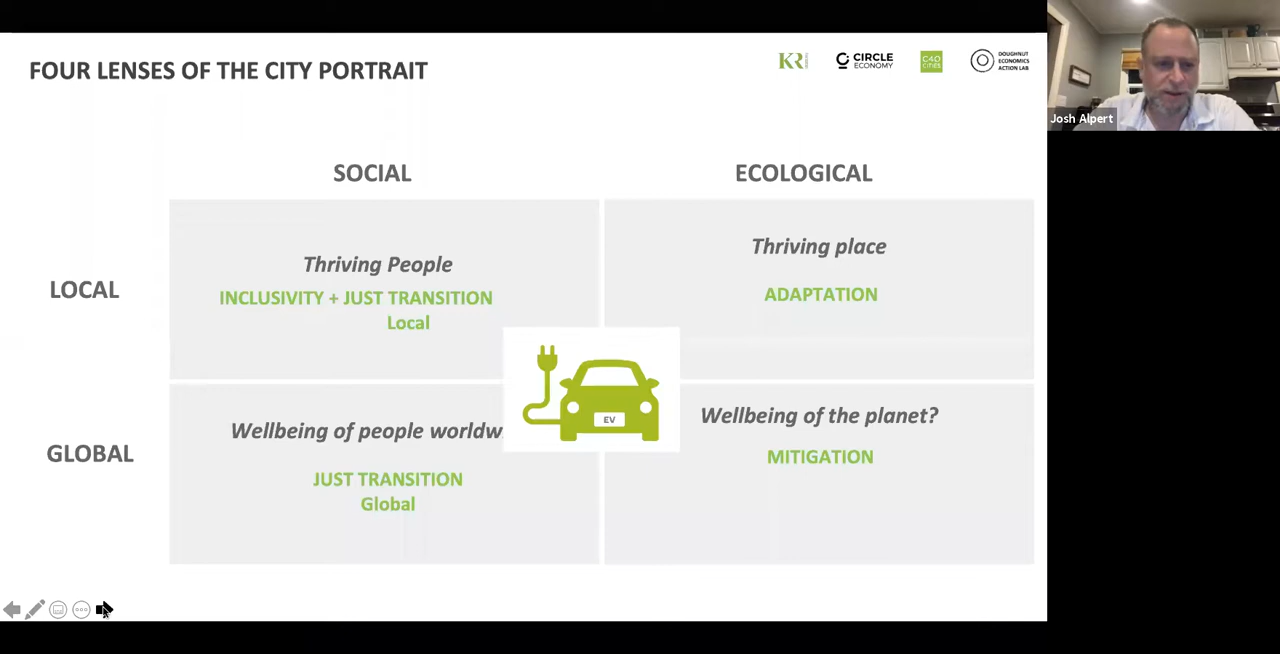 FOUR LENSES OF THE CITY PORTRAIT
KR
CIRCLE
ECONOMY
C40
CITIES
DOUGHNUT
ECONOMICS
ACTION LAB
Josh Alpert
SOCIAL
ECOLOGICAL
LOCAL
Thriving People
INCLUSIVITY + JUST TRANSITION
Local
Thriving place
ADAPTATION
EV
GLOBAL
Wellbeing of people worldw
JUST TRANSITION
Global
Wellbeing of the planet?
MITIGATION